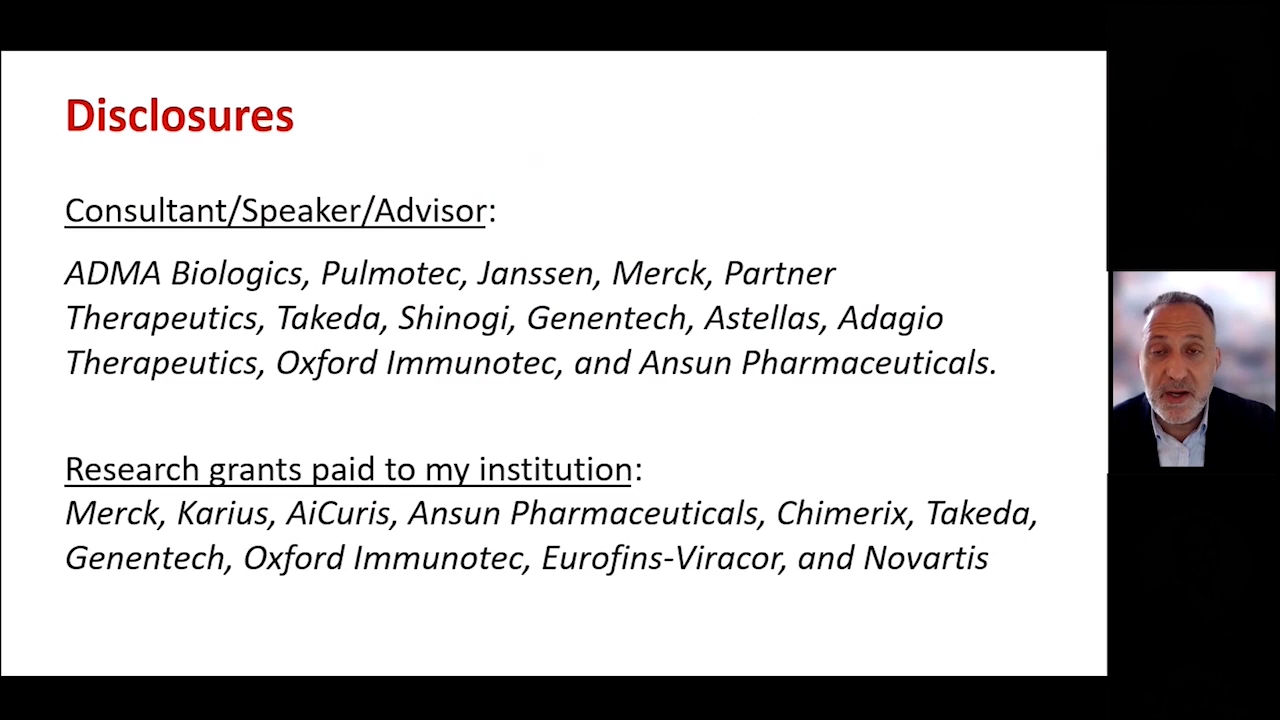 Disclosures
Consultant/Speaker/Advisor:
ADMA Biologics, Pulmotec, Janssen, Merck, Partner
Therapeutics, Takeda, Shinogi, Genentech, Astellas, Adagio
Therapeutics, Oxford Immunotec, and Ansun Pharmaceuticals.
Research grants paid to my institution:
Merck, Karius, AiCuris, Ansun Pharmaceuticals, Chimerix, Takeda,
Genentech, Oxford Immunotec, Eurofins-Viracor, and Novartis